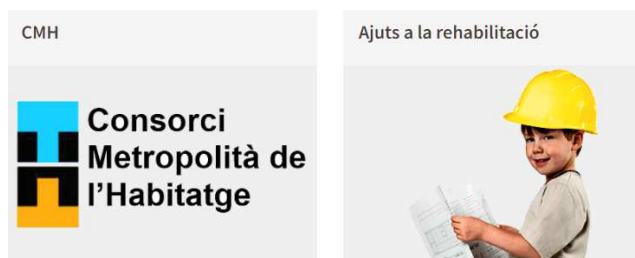 CMH
Consorci
Metropolità de
l'Habitatge
Ajuts a la rehabilitació